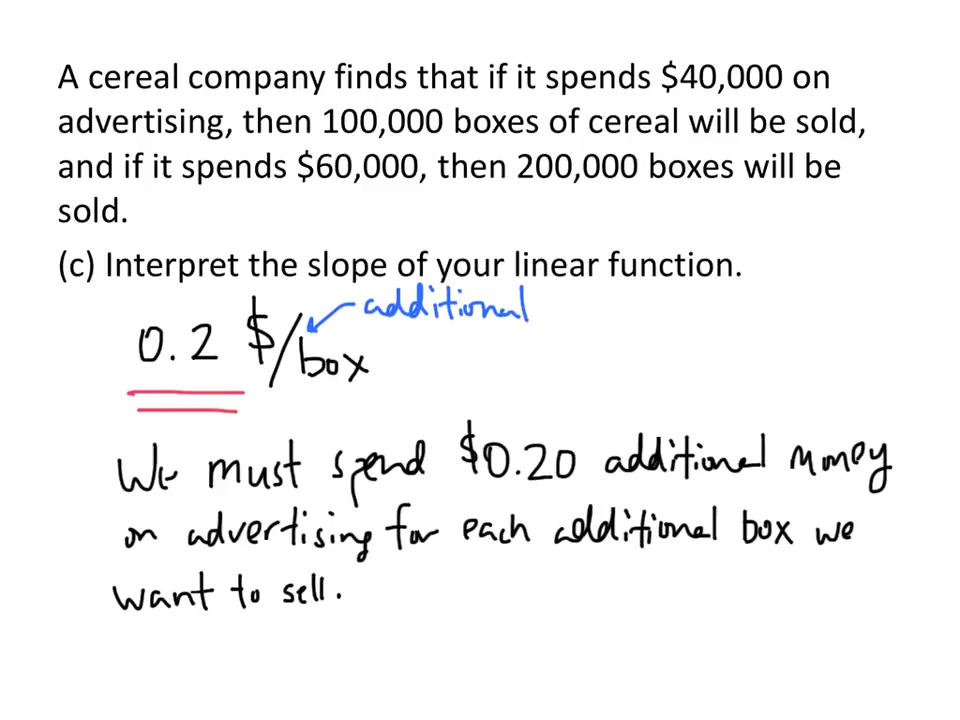 A cereal company finds that if it spends $40,000 on
advertising, then 100,000 boxes of cereal will be sold,
and if it spends $60,000, then 200,000 boxes will be
sold.
(c) Interpret the slope of your linear function.
additional
0.2 $/box
We must spend $0.20 additional money
on advertising for each additional box we
want to sell.